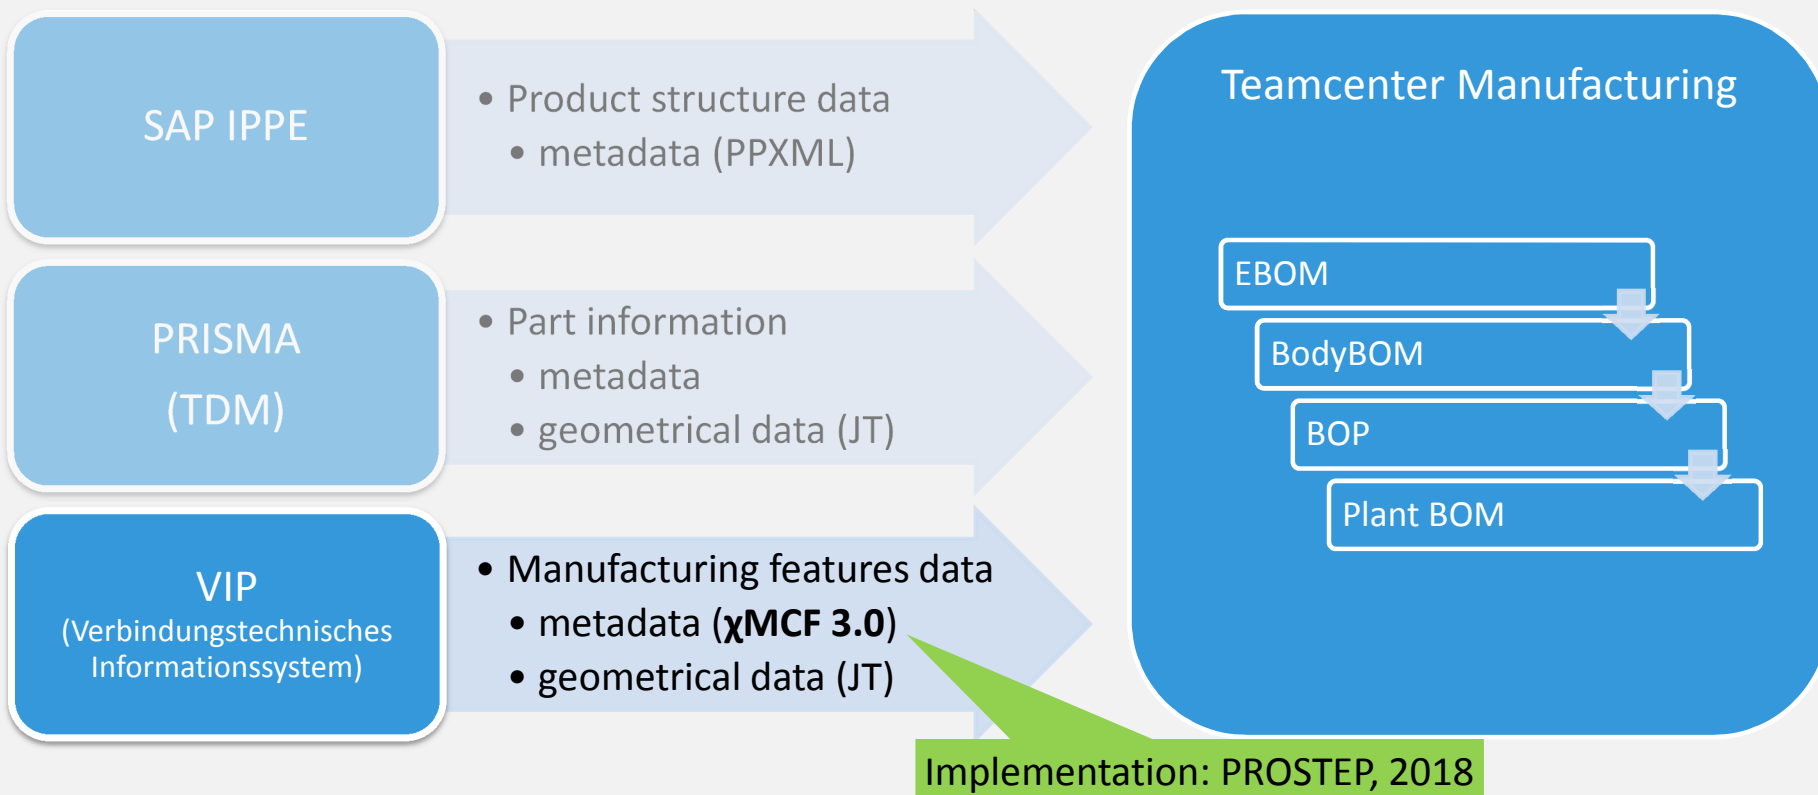 SAP IPPE
• Product structure data
• metadata (PPXML)
PRISMA
(TDM)
• Part information
• metadata
• geometrical data (JT)
VIP
(Verbindungstechnisches
Informationssystem)
• Manufacturing features data
• metadata (χMCF 3.0)
• geometrical data (JT)
Implementation: PROSTEP, 2018
Teamcenter Manufacturing
EBOM
BodyBOM
BOP
Plant BOM